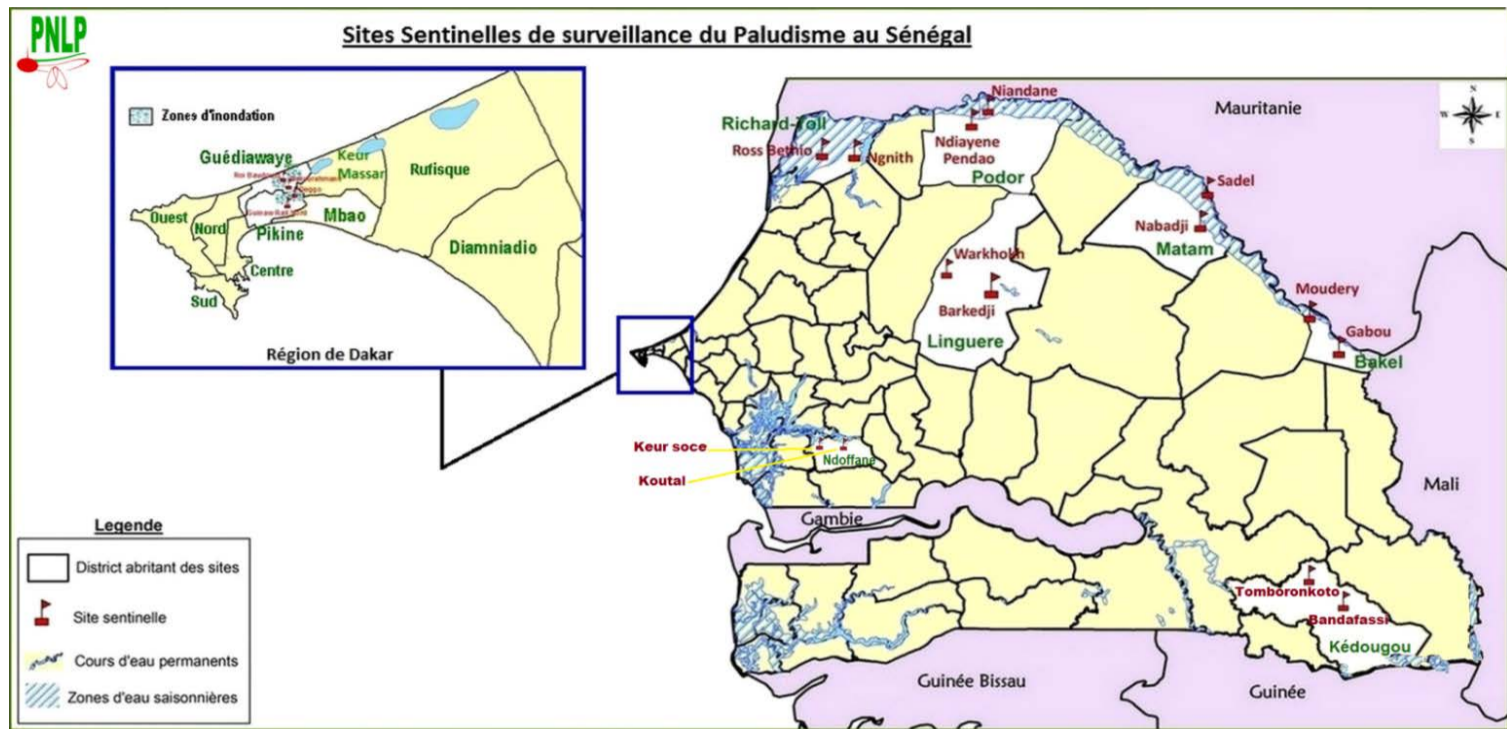 PNLP
Sites Sentinelles de surveillance du Paludisme au Sénégal
Zones d'inondation
Guédiawaye
Keur
Massar
Rufisque
Ouest
Nord
Pikine
Mbao
Diamniadio
Centre
Sud
Région de Dakar
Niandane
Mauritanie
W
E
S
Richard-Toll
Ross Bethio
Ngnith
Ndiayene
Pendao
Podor
Sadel
Nabadji
Matam
Warkhokh
Barkedji
Linguere
Moudery
Gabou
Bakel
Keur soce
Ndoffane
Koutal
Mali
Gambie
Tomboronkoto
Bandafassi
Kédougou
Guinée Bissau
Guinée
Legende
District abritant des sites
Site sentinelle
Cours d'eau permanents
Zones d'eau saisonnières